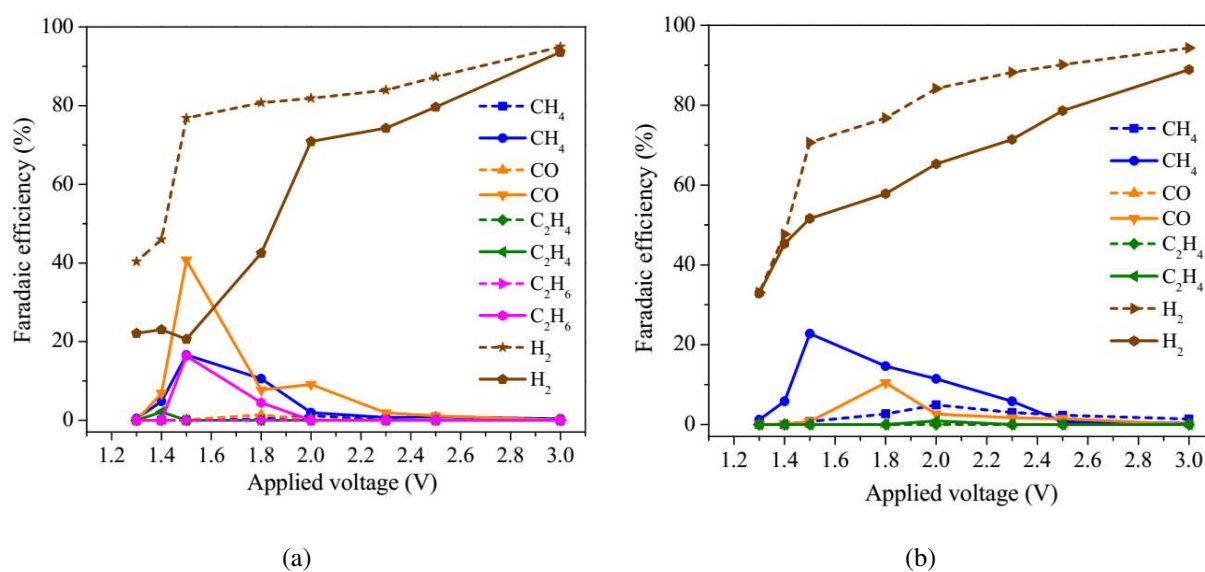 100
80
60
40
20
0
Faradaic efficiency (%)
1.2 1.4 1.6 1.8 2.0 2.2 2.4 2.6 2.8 3.0
Applied voltage (V)
CH₄
CH₄
CO
CO
C₂H₄
C₂H₄
C₂H₆
C₂H₆
H₂
H₂
(a)
100
80
60
40
20
0
Faradaic efficiency (%)
1.2 1.4 1.6 1.8 2.0 2.2 2.4 2.6 2.8 3.0
Applied voltage (V)
CH₄
CH₄
CO
CO
C₂H₄
C₂H₄
H₂
H₂
(b)